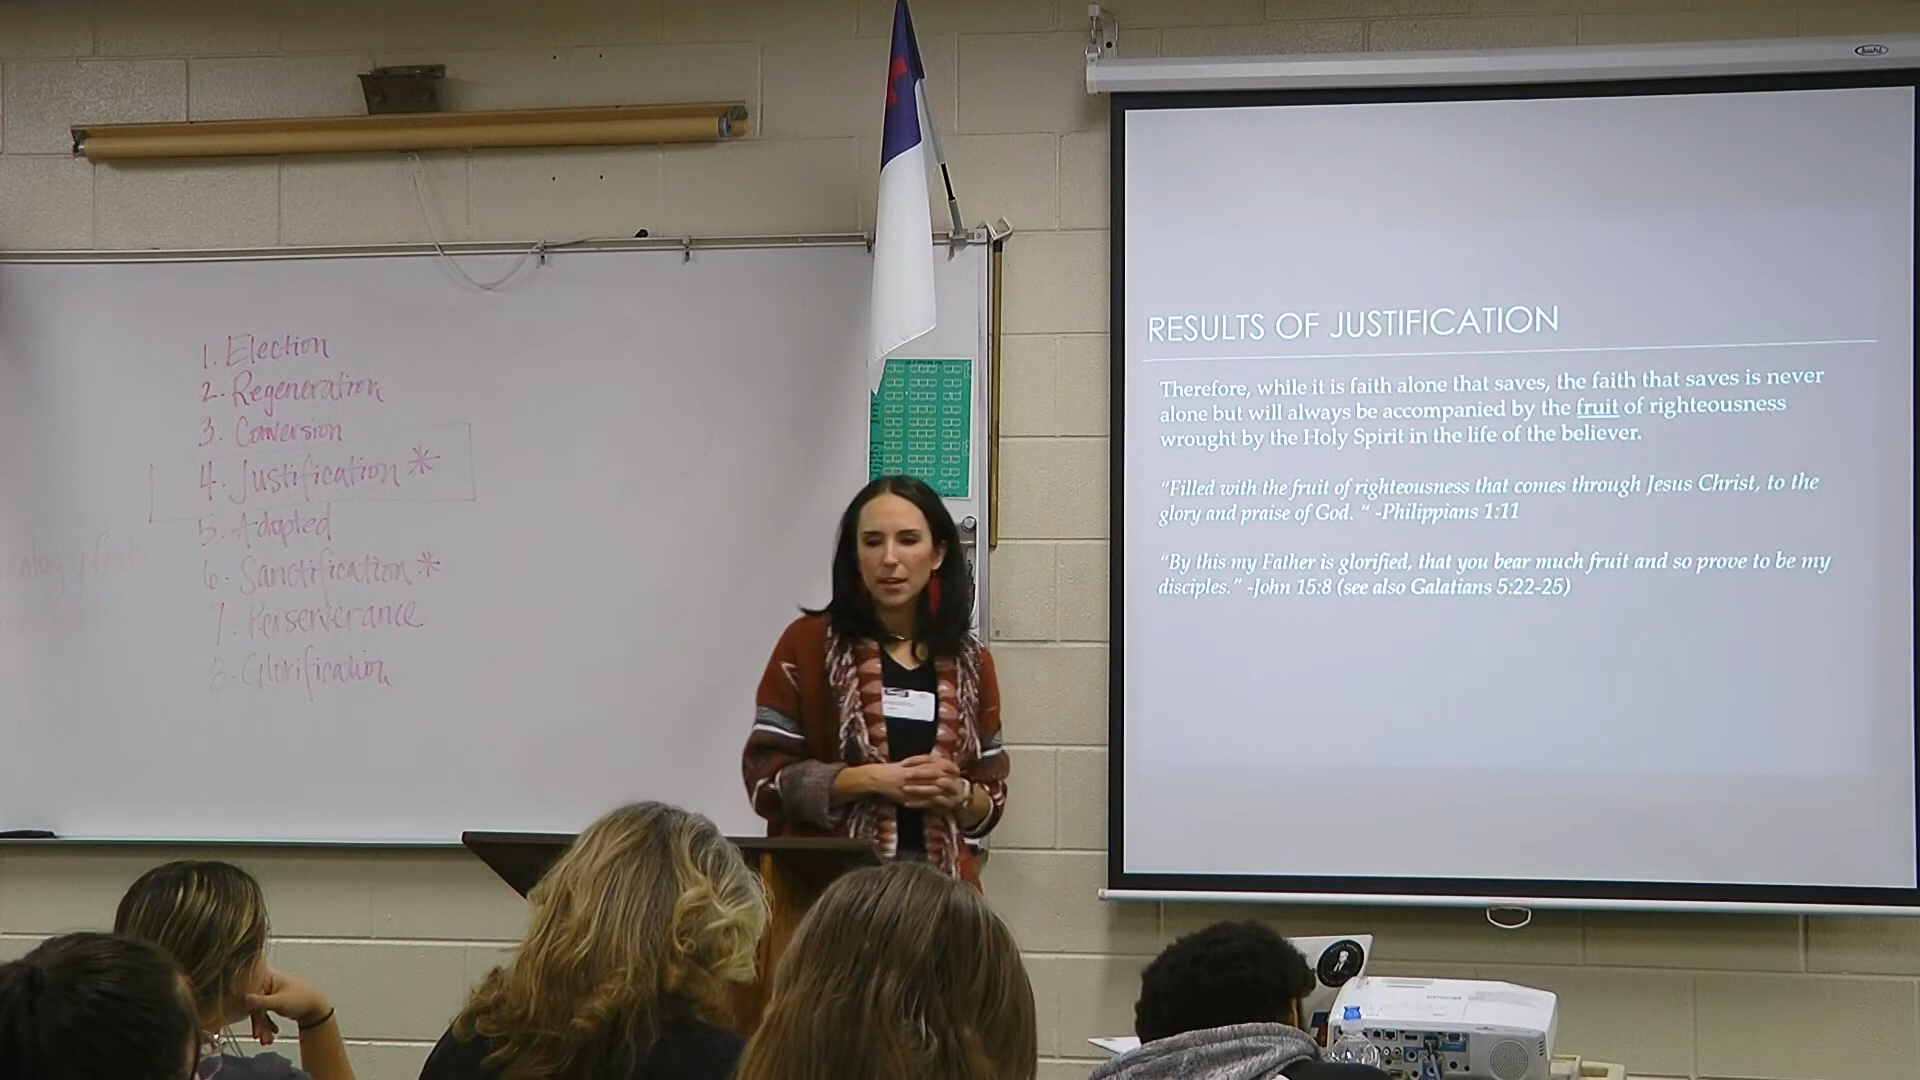 1. Election
2. Regeneration
3. Conversion
4. Justification *
5. Adopted
6. Sanctification *
7. Perserverance
8. Glorification
RESULTS OF JUSTIFICATION
Therefore, while it is faith alone that saves, the faith that saves is never
alone but will always be accompanied by the fruit of righteousness
wrought by the Holy Spirit in the life of the believer.
"Filled with the fruit of righteousness that comes through Jesus Christ, to the
glory and praise of God. " -Philippians 1:11
"By this my Father is glorified, that you bear much fruit and so prove to be my
disciples." -John 15:8 (see also Galatians 5:22-25)